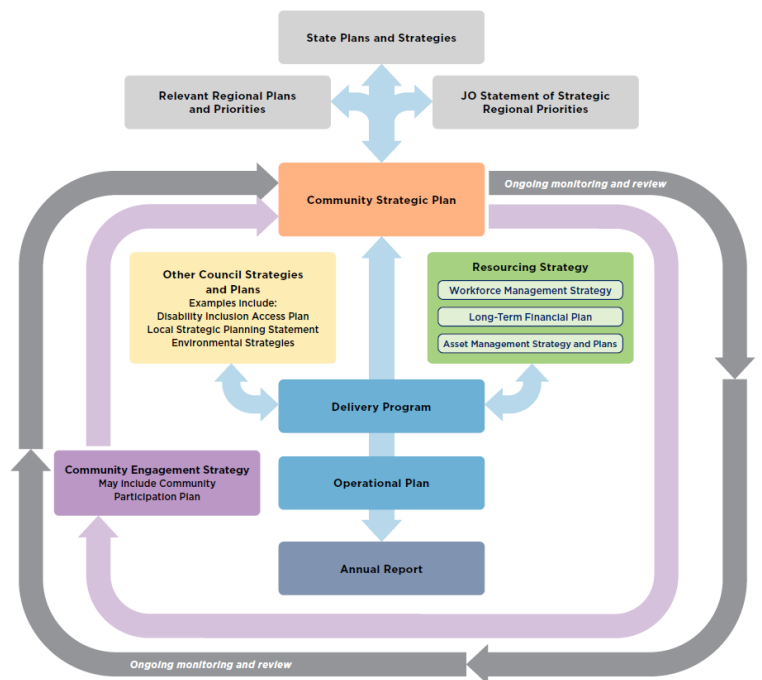 State Plans and Strategies
Relevant Regional Plans
and Priorities
JO Statement of Strategic
Regional Priorities
Ongoing monitoring and review
Community Strategic Plan
Other Council Strategies
and Plans
Examples Include:
Disability Inclusion Access Plan
Local Strategic Planning Statement
Environmental Strategies
Resourcing Strategy
Workforce Management Strategy
Long-Term Financial Plan
Asset Management Strategy and Plans
Delivery Program
Community Engagement Strategy
May Include Community
Participation Plan
Operational Plan
Annual Report
Ongoing monitoring and review